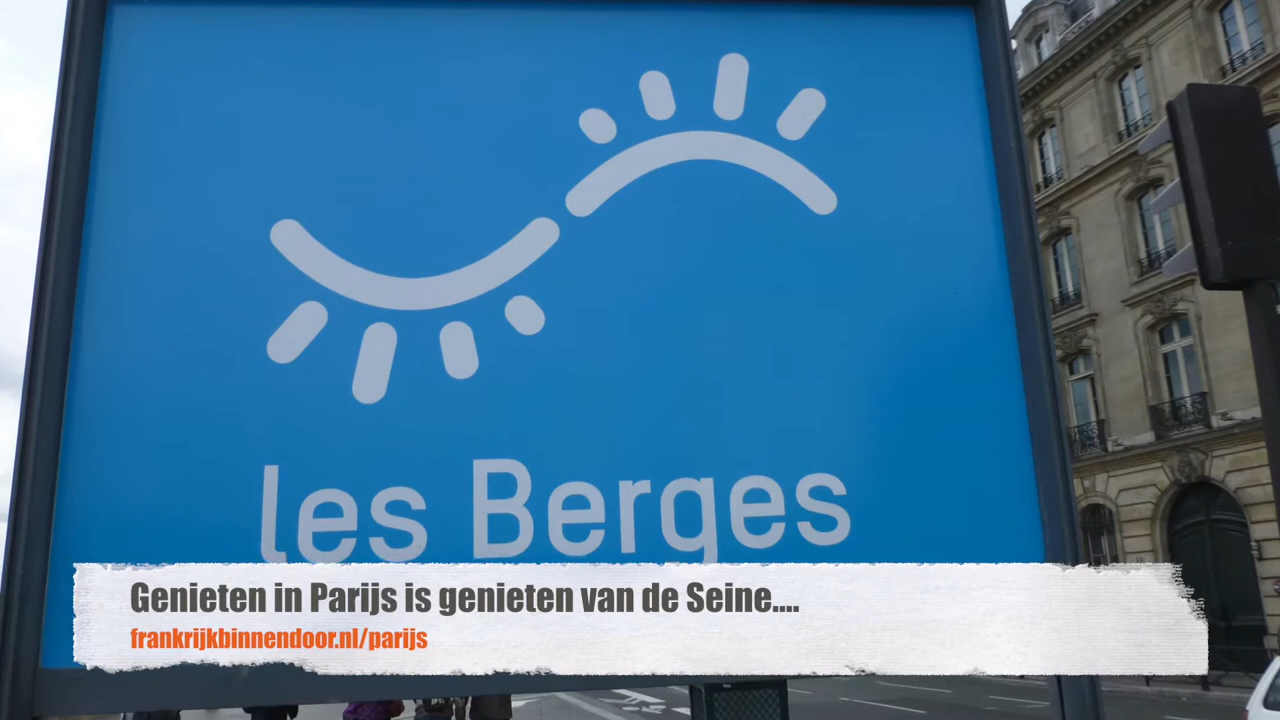 les Berges
Genieten in Parijs is genieten van de Seine....
frankrijkbinnendoor.nl/parijs